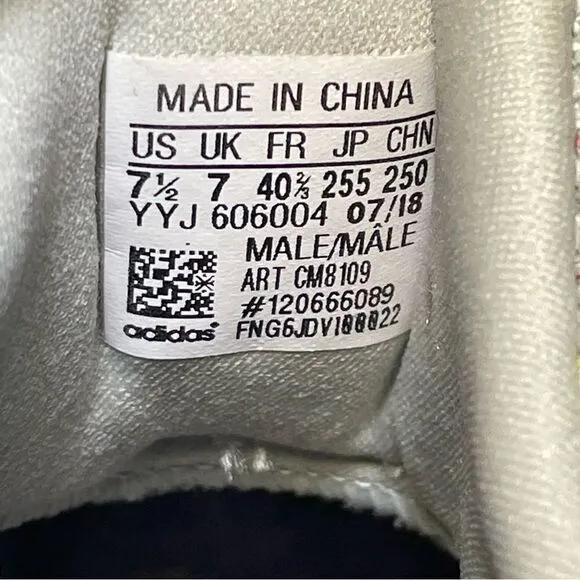 MADE IN CHINA
US UK FR JP CHN
7½ 7 40⅔ 255 250
YYJ 606004 07/18
MALE/MÂLE
ART CM8109
#120666089
adidas FNG6JDV100022